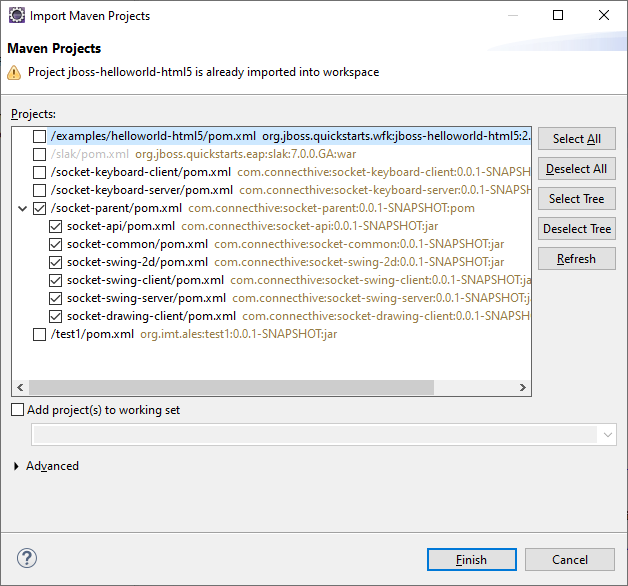 Import Maven Projects
Maven Projects
Project jboss-helloworld-html5 is already imported into workspace
Projects:
/examples/helloworld-html5/pom.xml org.jboss.quickstarts.wfk:jboss-helloworld-html5:2.
/slak/pom.xml org.jboss.quickstarts.eap:slak:7.0.0.GA:war
/socket-keyboard-client/pom.xml com.connecthive:socket-keyboard-client:0.0.1-SNAPSH
/socket-keyboard-server/pom.xml com.connecthive:socket-keyboard-server:0.0.1-SNAPS
/socket-parent/pom.xml com.connecthive:socket-parent:0.0.1-SNAPSHOT:pom
socket-api/pom.xml com.connecthive:socket-api:0.0.1-SNAPSHOT:jar
socket-common/pom.xml com.connecthive:socket-common:0.0.1-SNAPSHOT:jar
socket-swing-2d/pom.xml com.connecthive:socket-swing-2d:0.0.1-SNAPSHOT:jar
socket-swing-client/pom.xml com.connecthive:socket-swing-client:0.0.1-SNAPSHOT:j
socket-swing-server/pom.xml com.connecthive:socket-swing-server:0.0.1-SNAPSHOT:
socket-drawing-client/pom.xml com.connecthive:socket-drawing-client:0.0.1-SNAPSH
/test1/pom.xml org.imt.ales:test1:0.0.1-SNAPSHOT:jar
Select All
Deselect All
Select Tree
Deselect Tree
Refresh
Add project(s) to working set
Advanced
?
Finish
Cancel